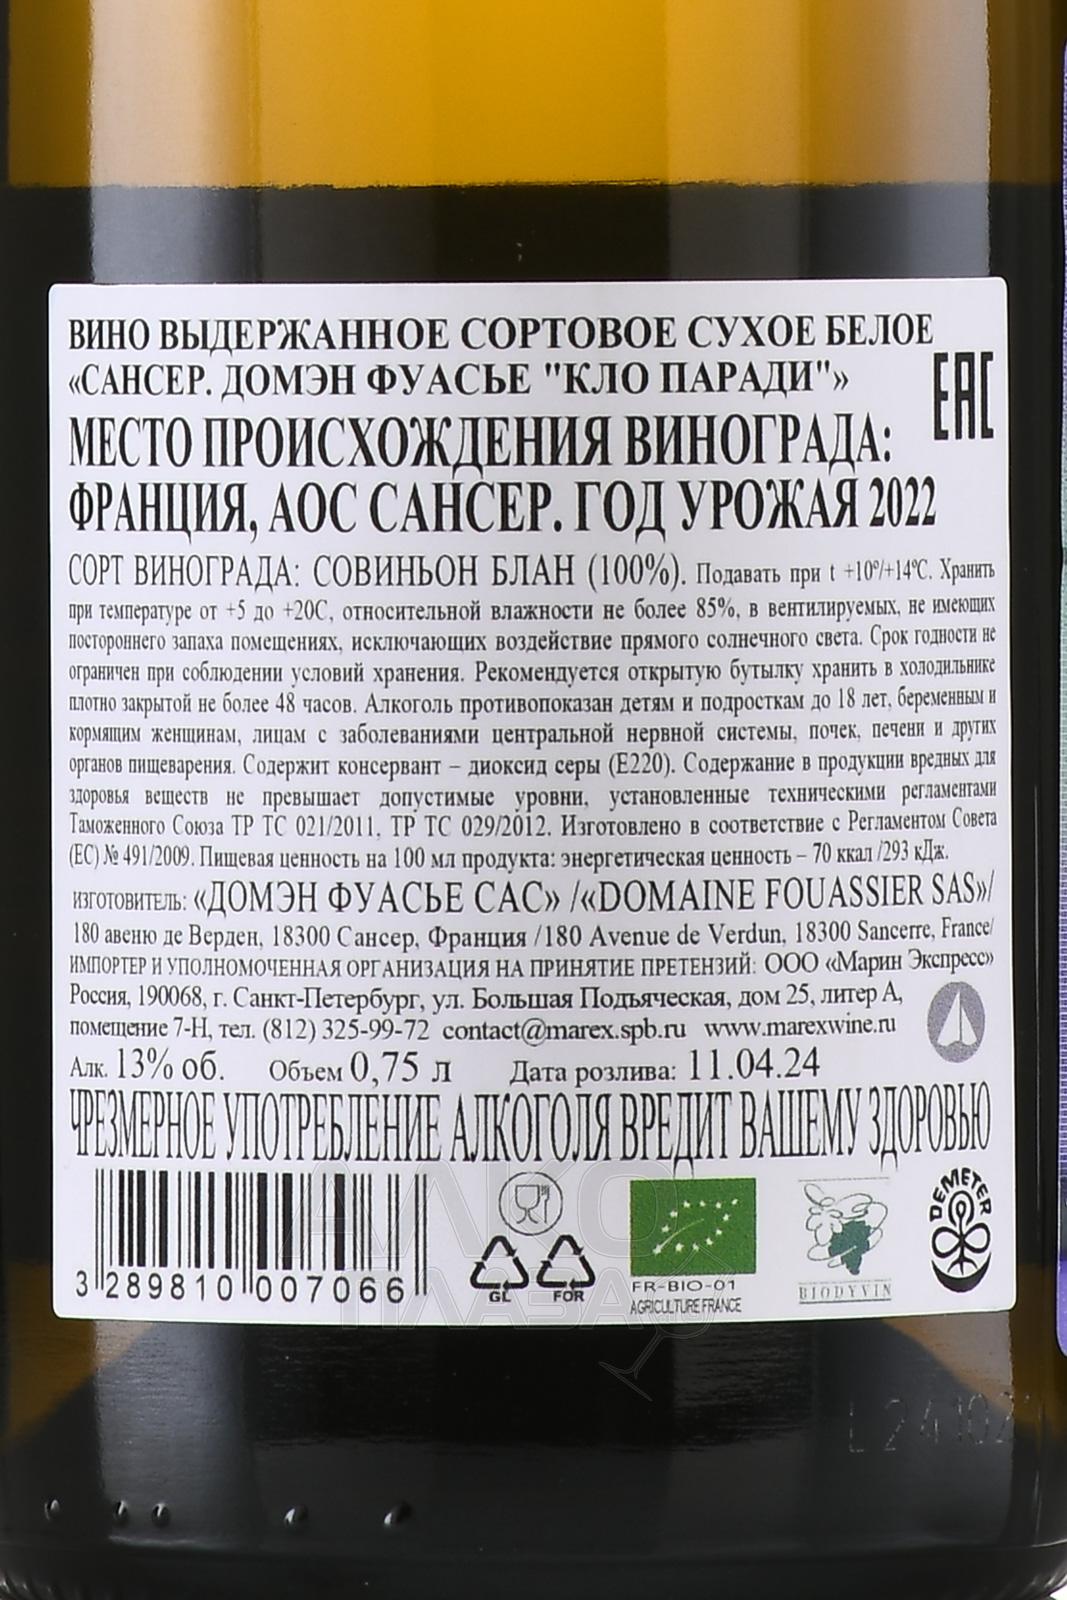 ВИНО ВЫДЕРЖАННОЕ СОРТОВОЕ СУХОЕ БЕЛОЕ
«САНСЕР. ДОМЭН ФУАСЬЕ "КЛО ПАРАДИ"»
ЕАС
МЕСТО ПРОИСХОЖДЕНИЯ ВИНОГРАДА:
ФРАНЦИЯ, АОС САНСЕР. ГОД УРОЖАЯ 2022
СОРТ ВИНОГРАДА: СОВИНЬОН БЛАН (100%). Подавать при t +10°/+14°С. Хранить
при температуре от +5 до +20С, относительной влажности не более 85%, в вентилируемых, не имеющих
постороннего запаха помещениях, исключающих воздействие прямого солнечного света. Срок годности не
ограничен при соблюдении условий хранения. Рекомендуется открытую бутылку хранить в холодильнике
плотно закрытой не более 48 часов. Алкоголь противопоказан детям и подросткам до 18 лет, беременным и
кормящим женщинам, лицам с заболеваниями центральной нервной системы, почек, печени и других
органов пищеварения. Содержит консервант – диоксид серы (Е220). Содержание в продукции вредных для
здоровья веществ не превышает допустимые уровни, установленные техническими регламентами
Таможенного Союза ТР ТС 021/2011, ТР ТС 029/2012. Изготовлено в соответствие с Регламентом Совета
(ЕС) № 491/2009. Пищевая ценность на 100 мл продукта: энергетическая ценность – 70 ккал /293 кДж.
ИЗГОТОВИТЕЛЬ: «ДОМЭН ФУАСЬЕ САС» /«DOMAINE FOUASSIER SAS»/
180 авеню де Верден, 18300 Сансер, Франция /180 Avenue de Verdun, 18300 Sancerre, France/
ИМПОРТЕР И УПОЛНОМОЧЕННАЯ ОРГАНИЗАЦИЯ НА ПРИНЯТИЕ ПРЕТЕНЗИЙ: ООО «Марин Экспресс»
Россия, 190068, г. Санкт-Петербург, ул. Большая Подъяческая, дом 25, литер А,
помещение 7-Н, тел. (812) 325-99-72 contact@marex.spb.ru www.marexwine.ru
Алк. 13% об. Объем 0,75 л Дата розлива: 11.04.24
ЧРЕЗМЕРНОЕ УПОТРЕБЛЕНИЕ АЛКОГОЛЯ ВРЕДИТ ВАШЕМУ ЗДОРОВЬЮ
АЛКО
ПЛАЗА
3 289810 007066
GL FOR
FR-BIO-01
AGRICULTURE FRANCE
BIODYVIN
DEMETER